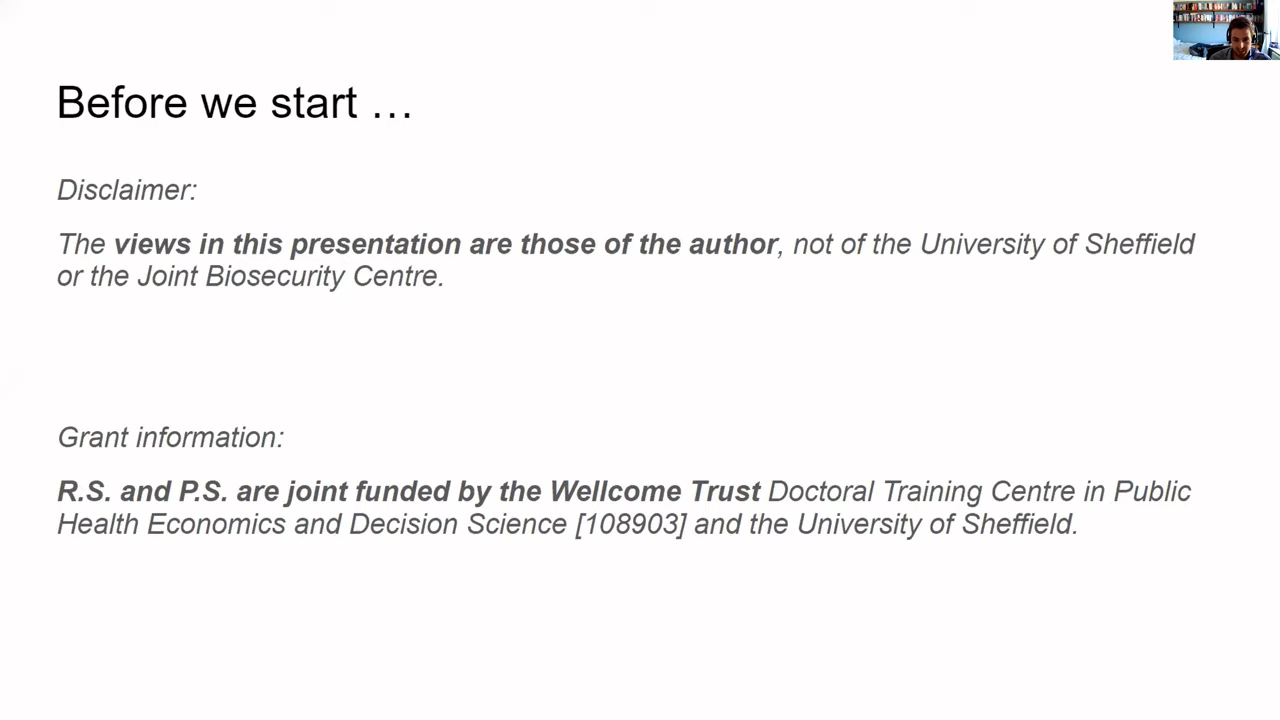 Before we start …
Disclaimer:
The views in this presentation are those of the author, not of the University of Sheffield
or the Joint Biosecurity Centre.
Grant information:
R.S. and P.S. are joint funded by the Wellcome Trust Doctoral Training Centre in Public
Health Economics and Decision Science [108903] and the University of Sheffield.